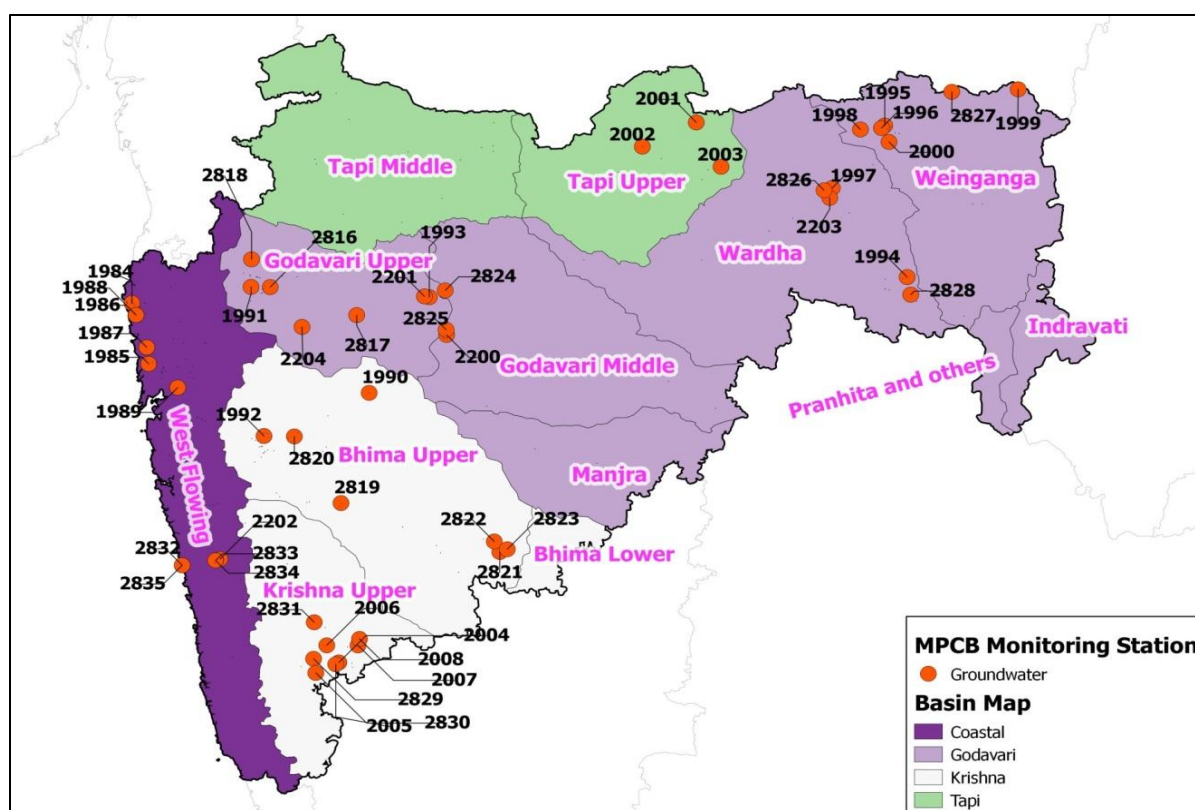 1995
1996
2001
1998
2827
1999
2002
2000
2003
Tapi Middle
Tapi Upper
Weinganga
2818
2826
1997
2816
1993
2203
Wardha
Godavari Upper
1984
2201
2824
1994
1988
1986
2828
1991
2825
Indravati
1987
2204
2817
2200
1985
Godavari Middle
1990
Pranhita and others
1989
1992
West Flowing
2820
Bhima Upper
Manjra
2819
2822
2823
2202
2832
2833
Bhima Lower
2834
2821
2835
Krishna Upper
2831
2006
2004
2008
2007
2829
2005
2830
MPCB Monitoring Station
Groundwater
Basin Map
Coastal
Godavari
Krishna
Tapi